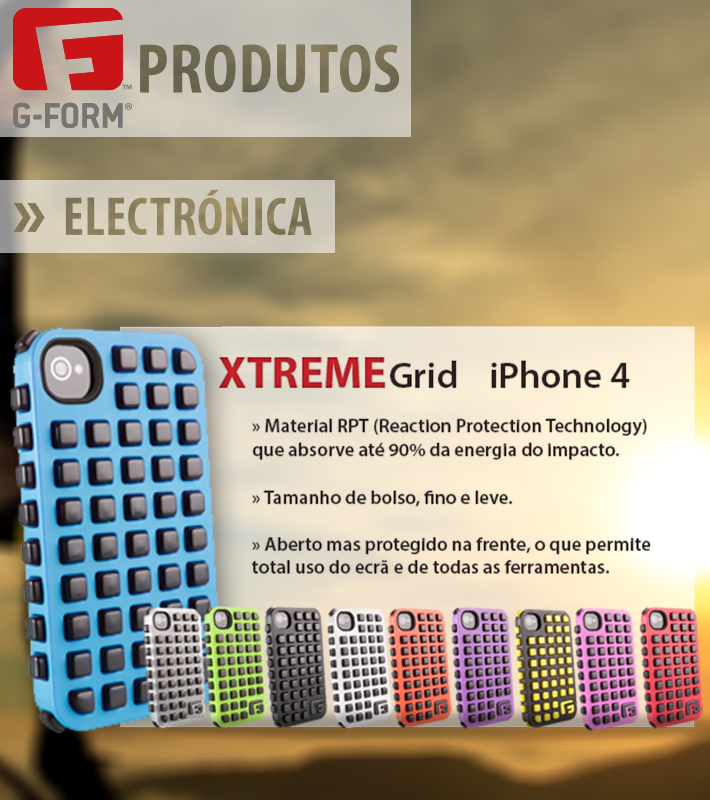 PRODUTOS
G-FORM®
» ELECTRÓNICA
XTREME Grid iPhone 4
» Material RPT (Reaction Protection Technology)
que absorve até 90% da energia do impacto.
» Tamanho de bolso, fino e leve.
» Aberto mas protegido na frente, o que permite
total uso do ecrã e de todas as ferramentas.